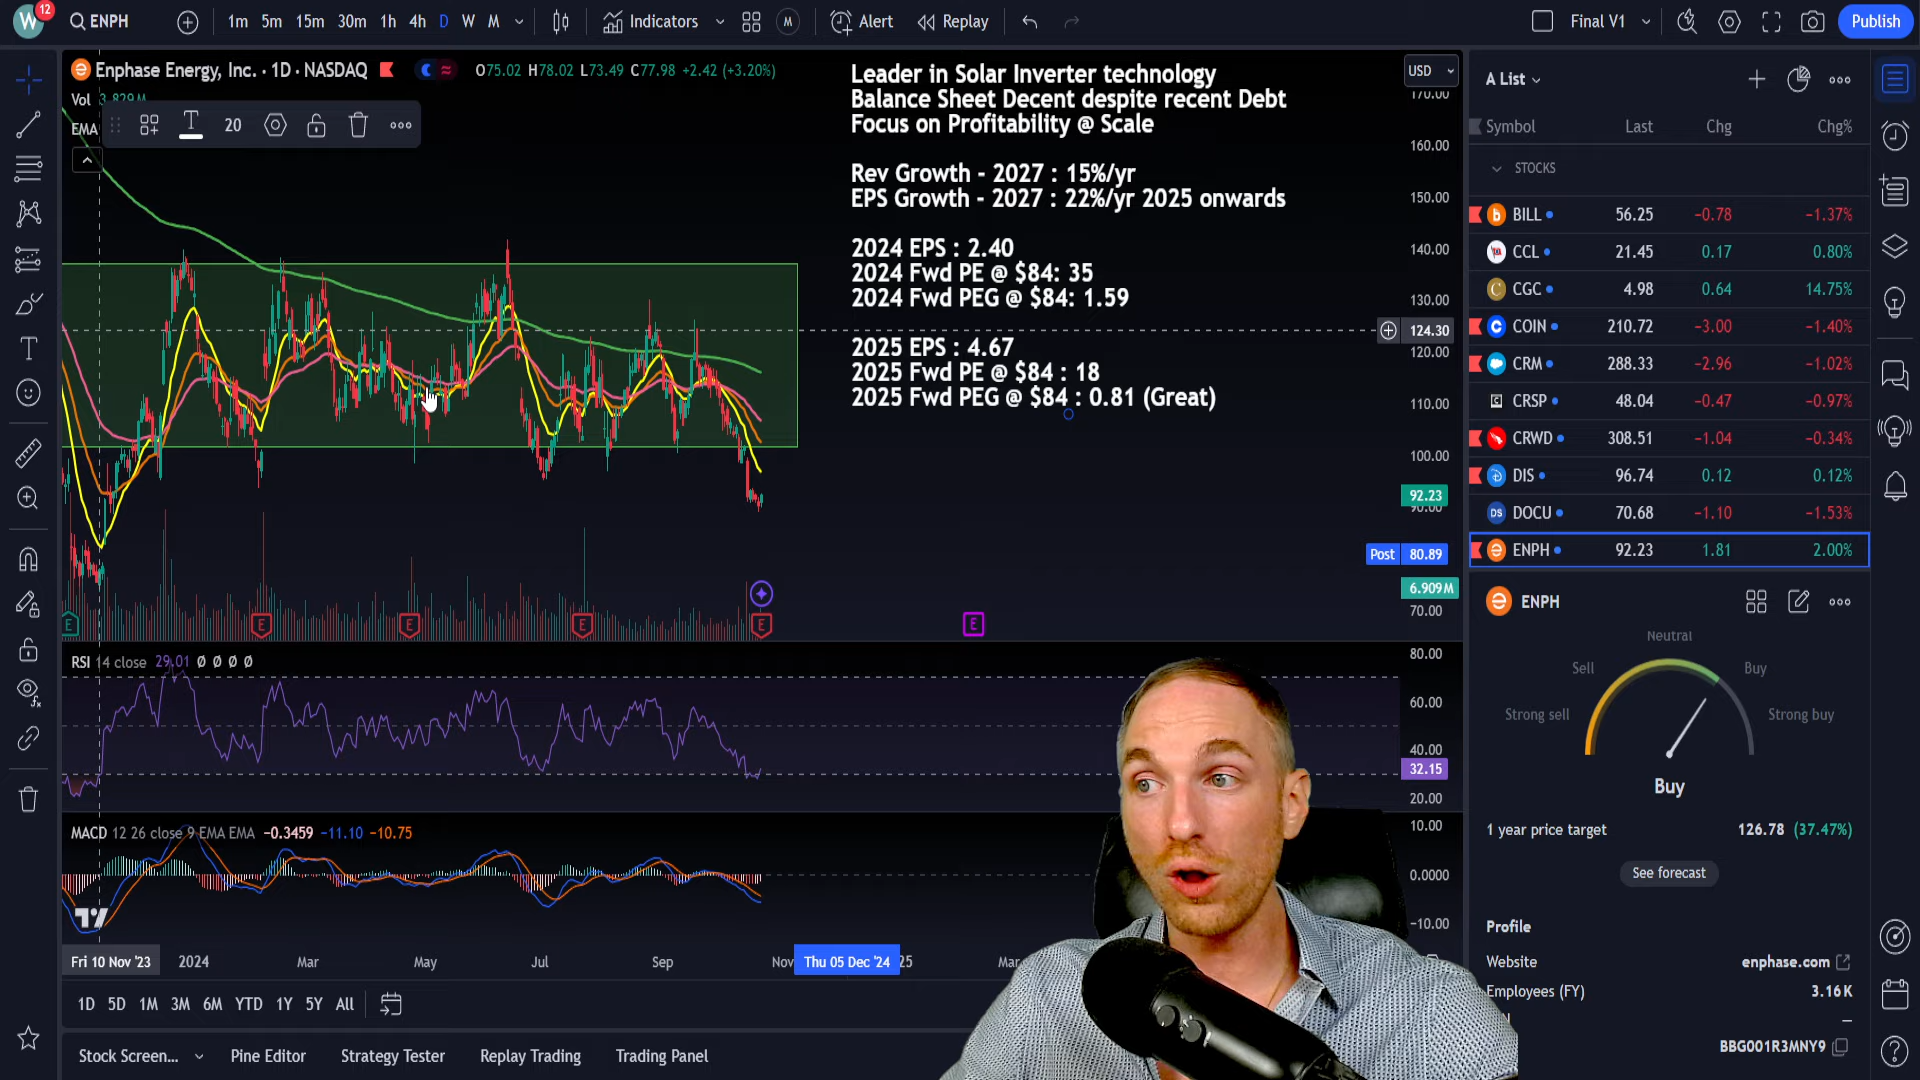 W 12 ENPH 1m 5m 15m 30m 1h 4h D W M Indicators M Alert Replay Final V1 Publish
Enphase Energy, Inc. · 1D · NASDAQ O75.02 H78.02 L73.49 C77.98 +2.42 (+3.20%)
Vol 3.829M
EMA
T 20
Leader in Solar Inverter technology
Balance Sheet Decent despite recent Debt
Focus on Profitability @ Scale
Rev Growth - 2027 : 15%/yr
EPS Growth - 2027 : 22%/yr 2025 onwards
2024 EPS : 2.40
2024 Fwd PE @ $84: 35
2024 Fwd PEG @ $84: 1.59
2025 EPS : 4.67
2025 Fwd PE @ $84 : 18
2025 Fwd PEG @ $84 : 0.81 (Great)
USD
170.00
160.00
150.00
140.00
130.00
124.30
120.00
110.00
100.00
92.23
90.00
Post 80.89
6.909M
70.00
E E E E E E
RSI 14 close 29.01 Ø Ø Ø Ø
80.00
60.00
40.00
32.15
20.00
MACD 12 26 close 9 EMA EMA −0.3459 −11.10 −10.75
10.00
0.0000
−10.00
Fri 10 Nov '23 2024 Mar May Jul Sep Nov Thu 05 Dec '24 25 Mar
1D 5D 1M 3M 6M YTD 1Y 5Y All
Stock Screen... Pine Editor Strategy Tester Replay Trading Trading Panel
A List
Symbol Last Chg Chg%
STOCKS
BILL 56.25 −0.78 −1.37%
CCL 21.45 0.17 0.80%
CGC 4.98 0.64 14.75%
COIN 210.72 −3.00 −1.40%
CRM 288.33 −2.96 −1.02%
CRSP 48.04 −0.47 −0.97%
CRWD 308.51 −1.04 −0.34%
DIS 96.74 0.12 0.12%
DS DOCU 70.68 −1.10 −1.53%
ENPH 92.23 1.81 2.00%
ENPH
Neutral
Sell Buy
Strong sell Strong buy
Buy
1 year price target 126.78 (37.47%)
See forecast
Profile
Website enphase.com
Employees (FY) 3.16K
—
BBG001R3MNY9